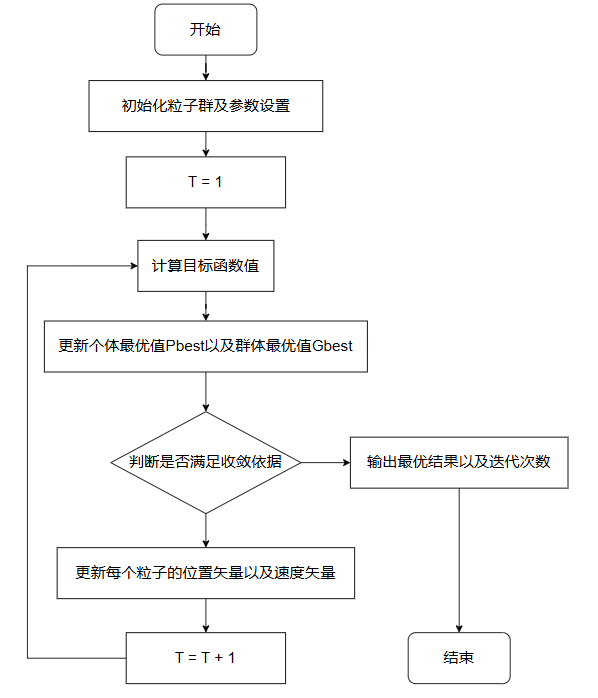 开始
初始化粒子群及参数设置
T = 1
计算目标函数值
更新个体最优值Pbest以及群体最优值Gbest
判断是否满足收敛依据
输出最优结果以及迭代次数
更新每个粒子的位置矢量以及速度矢量
T = T + 1
结束